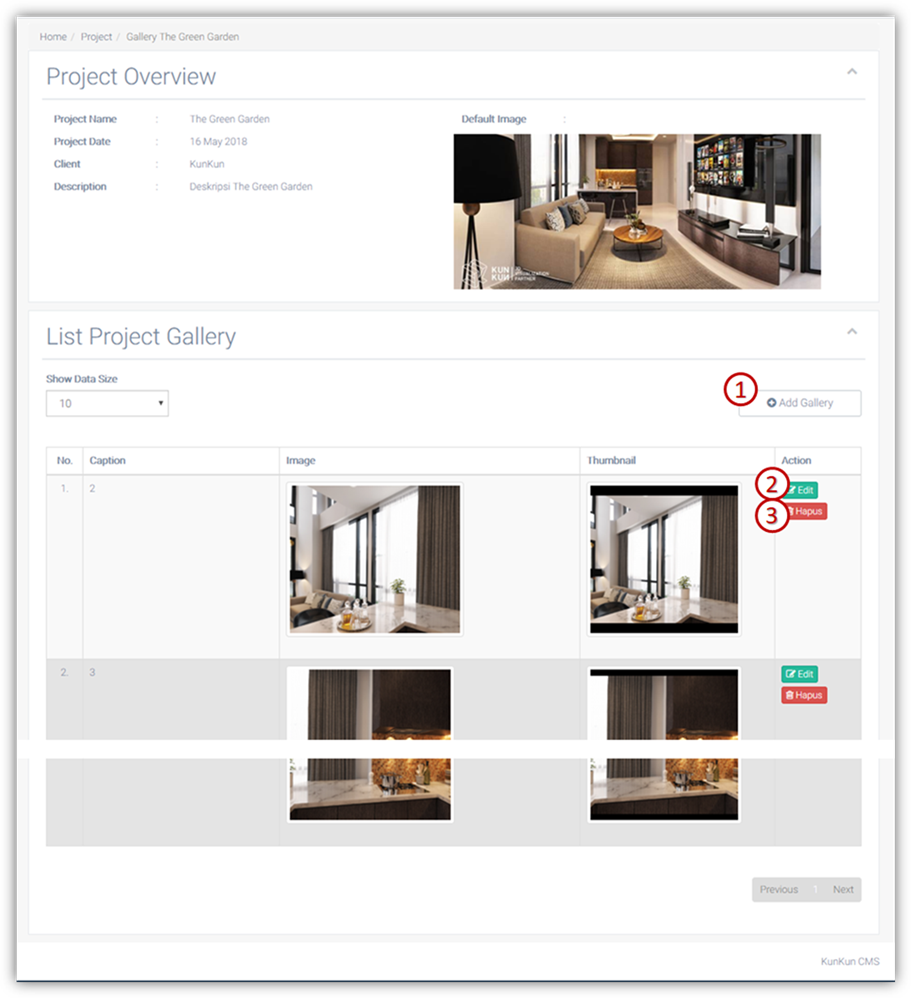 Home / Project / Gallery The Green Garden
Project Overview
Project Name : The Green Garden
Project Date : 16 May 2018
Client : KunKun
Description : Deskripsi The Green Garden
Default Image :
KUN
KUN
PARTNER
List Project Gallery
Show Data Size
10
1
Add Gallery
No. Caption Image Thumbnail Action
1. 2
2 Edit
3 Hapus
2. 3
Edit
Hapus
Previous 1 Next
KunKun CMS